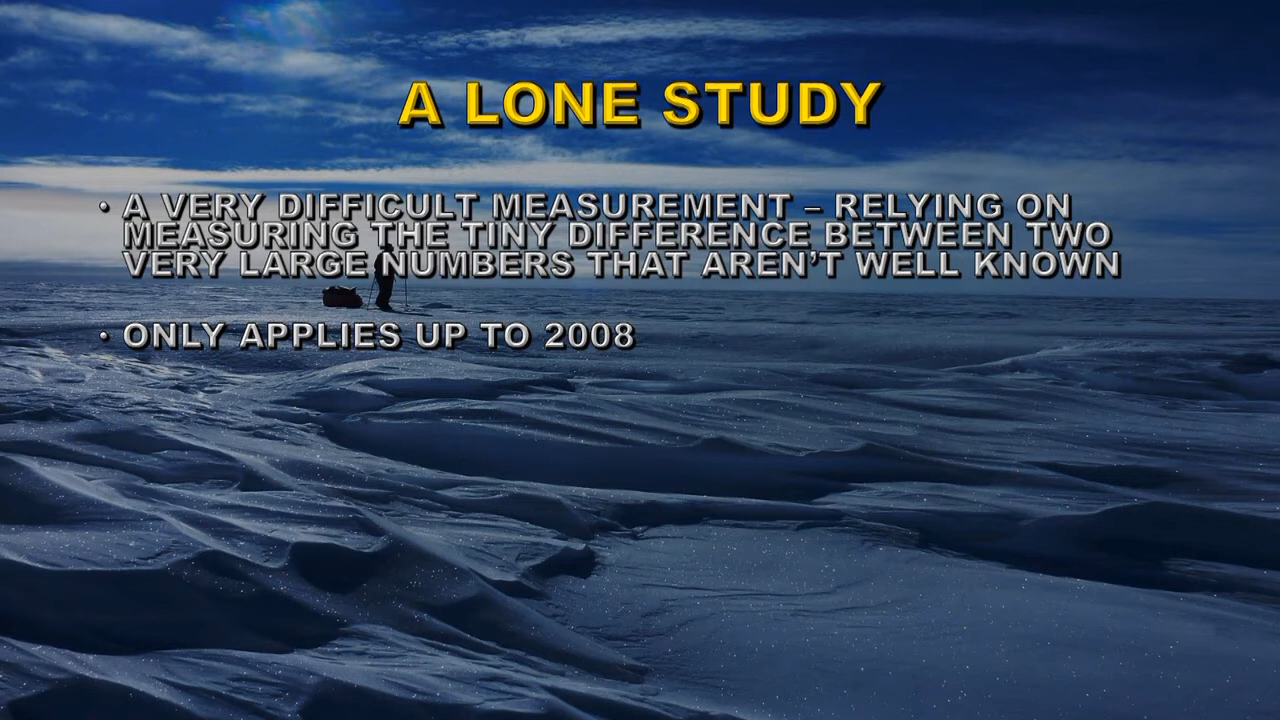 A LONE STUDY
• A VERY DIFFICULT MEASUREMENT – RELYING ON
MEASURING THE TINY DIFFERENCE BETWEEN TWO
VERY LARGE NUMBERS THAT AREN’T WELL KNOWN
• ONLY APPLIES UP TO 2008